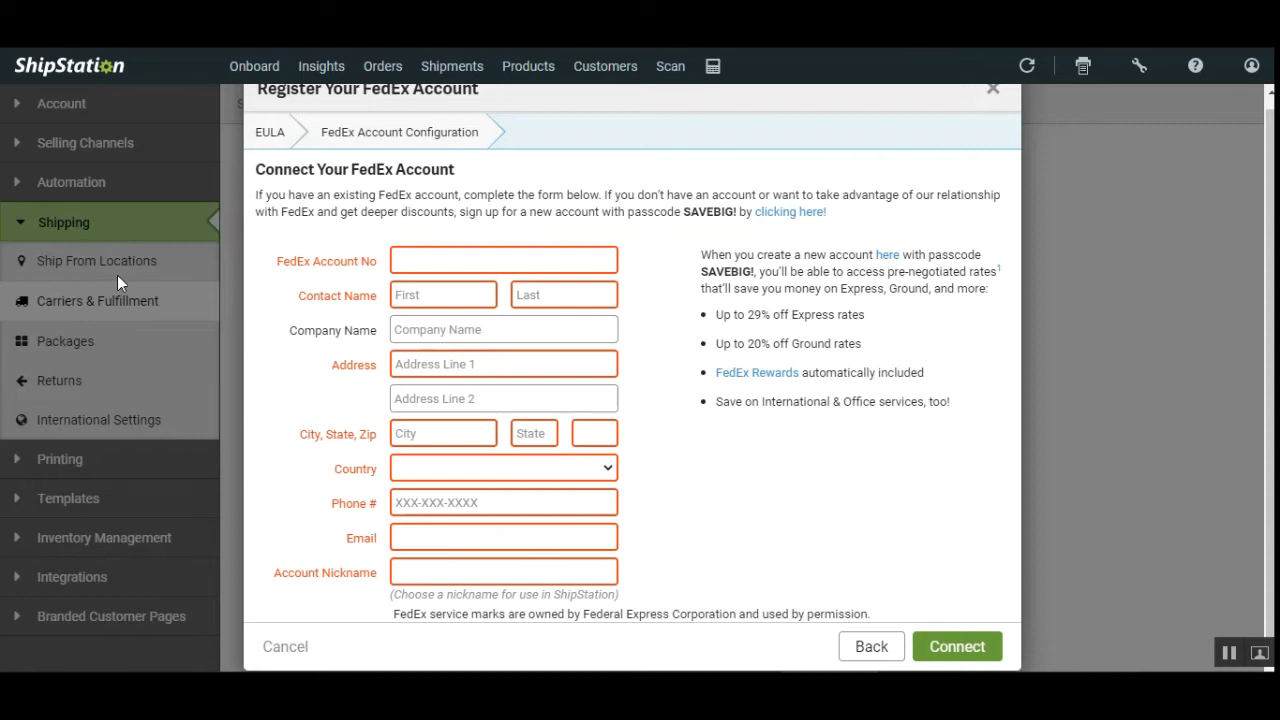 ShipStation
Onboard
Insights
Orders
Shipments
Products
Customers
Scan
Account
Selling Channels
Automation
Shipping
Ship From Locations
Carriers & Fulfillment
Packages
Returns
International Settings
Printing
Templates
Inventory Management
Integrations
Branded Customer Pages
Register Your FedEx Account
EULA
FedEx Account Configuration
Connect Your FedEx Account
If you have an existing FedEx account, complete the form below. If you don't have an account or want to take advantage of our relationship
with FedEx and get deeper discounts, sign up for a new account with passcode SAVEBIG! by clicking here!
FedEx Account No
Contact Name First Last
Company Name Company Name
Address Address Line 1
Address Line 2
City, State, Zip City State
Country
Phone # XXX-XXX-XXXX
Email
Account Nickname
(Choose a nickname for use in ShipStation)
FedEx service marks are owned by Federal Express Corporation and used by permission.
When you create a new account here with passcode
SAVEBIG!, you'll be able to access pre-negotiated rates1
that'll save you money on Express, Ground, and more:
• Up to 29% off Express rates
• Up to 20% off Ground rates
• FedEx Rewards automatically included
• Save on International & Office services, too!
Cancel
Back
Connect